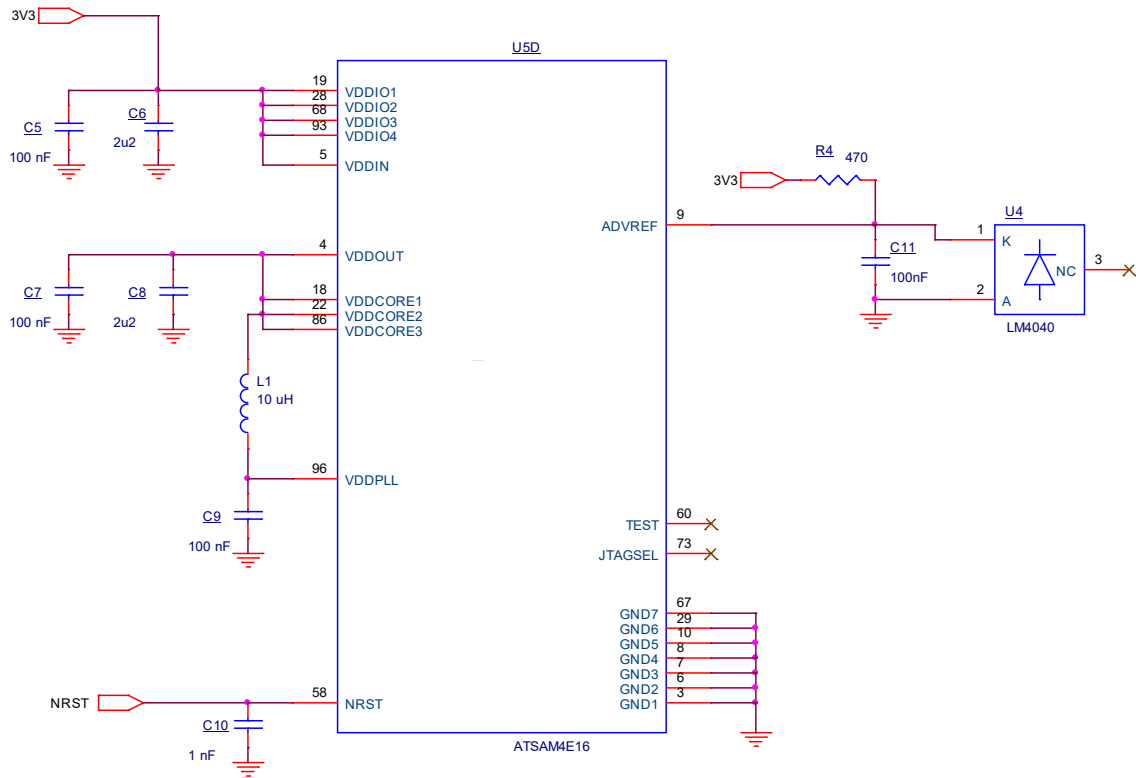 3V3
U5D
19
VDDIO1
28
VDDIO2
68
VDDIO3
93
VDDIO4
C5
100 nF
C6
2u2
5
VDDIN
R4 470
3V3
9
ADVREF
U4
1
K
C11
100nF
NC
3
2
A
LM4040
4
VDDOUT
C7
100 nF
C8
2u2
18
VDDCORE1
22
VDDCORE2
86
VDDCORE3
L1
10 uH
96
VDDPLL
C9
100 nF
TEST
60
JTAGSEL
73
GND7
67
GND6
29
GND5
10
GND4
8
GND3
7
GND2
6
GND1
3
NRST
58
NRST
C10
1 nF
ATSAM4E16